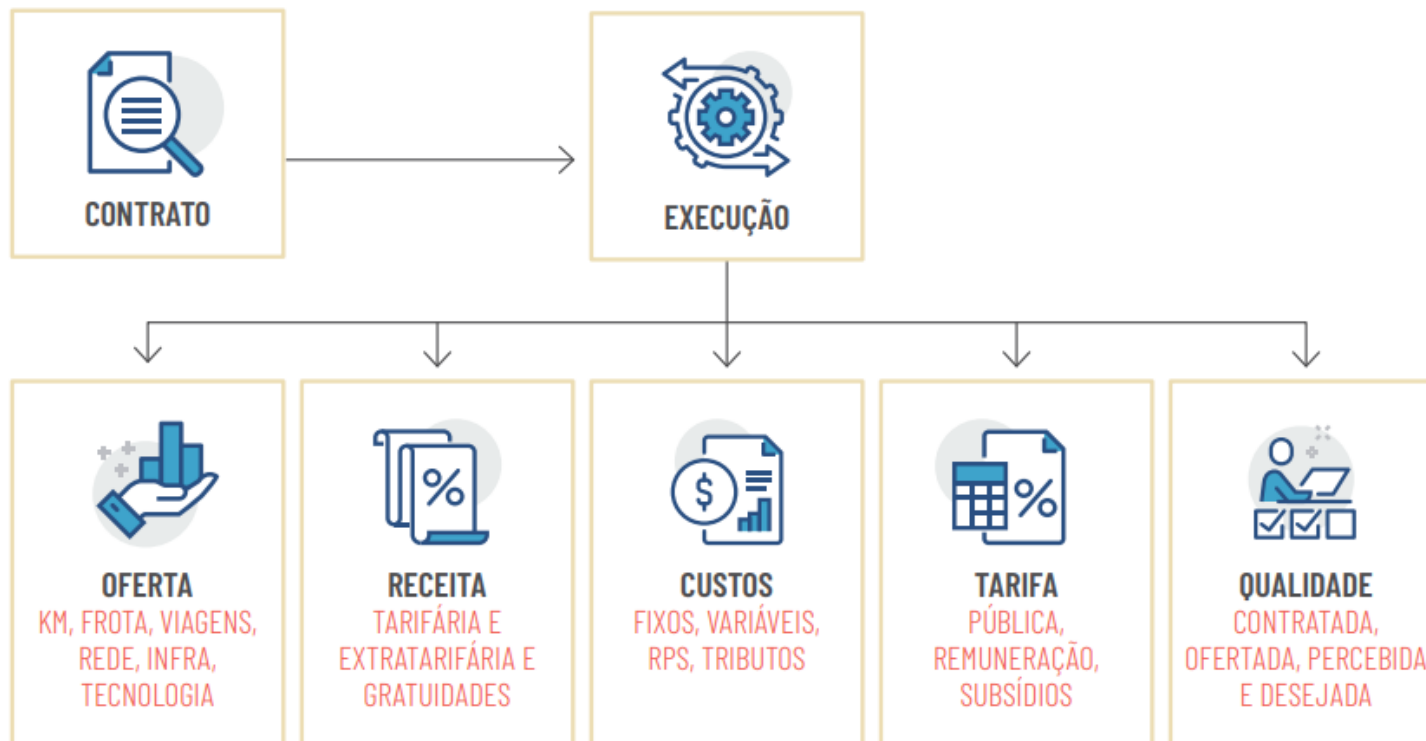 CONTRATO
EXECUÇÃO
OFERTA
KM, FROTA, VIAGENS,
REDE, INFRA,
TECNOLOGIA
RECEITA
TARIFÁRIA E
EXTRATARIFÁRIA E
GRATUIDADES
$
CUSTOS
FIXOS, VARIÁVEIS,
RPS, TRIBUTOS
%
TARIFA
PÚBLICA,
REMUNERAÇÃO,
SUBSÍDIOS
%
QUALIDADE
CONTRATADA,
OFERTADA, PERCEBIDA
E DESEJADA